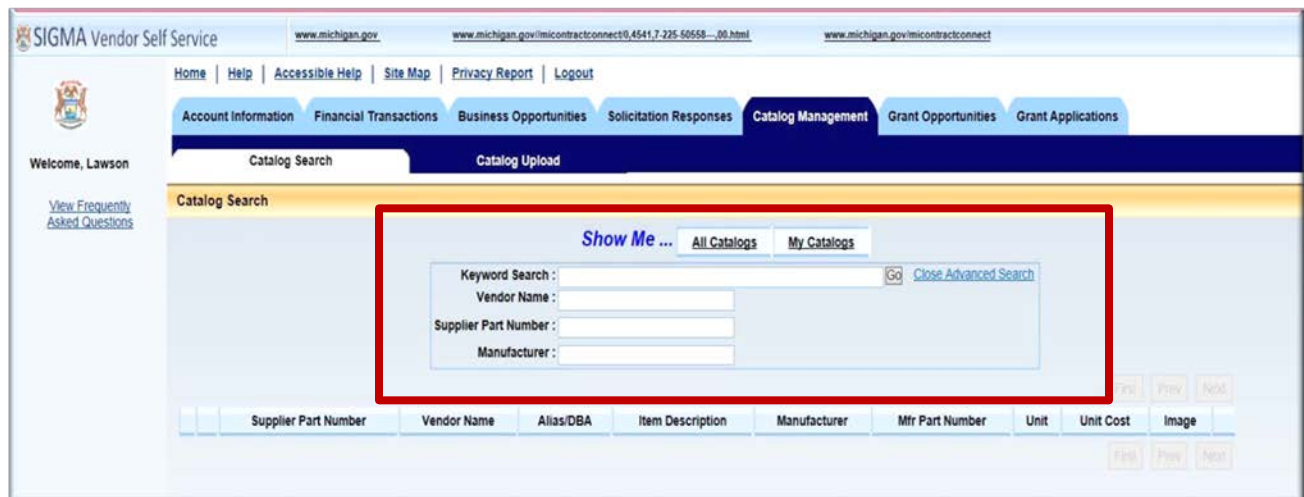 SIGMA Vendor Self Service www.michigan.gov www.michigan.gov//micontractconnect/0,4541,7-225-50558---,00.html www.michigan.gov/micontractconnect
Home | Help | Accessible Help | Site Map | Privacy Report | Logout
Account Information Financial Transactions Business Opportunities Solicitation Responses Catalog Management Grant Opportunities Grant Applications
Welcome, Lawson
Catalog Search Catalog Upload
View Frequently
Asked Questions
Catalog Search
Show Me ... All Catalogs My Catalogs
Keyword Search : Go Close Advanced Search
Vendor Name :
Supplier Part Number :
Manufacturer :
First Prev Next
Supplier Part Number Vendor Name Alias/DBA Item Description Manufacturer Mfr Part Number Unit Unit Cost Image
First Prev Next